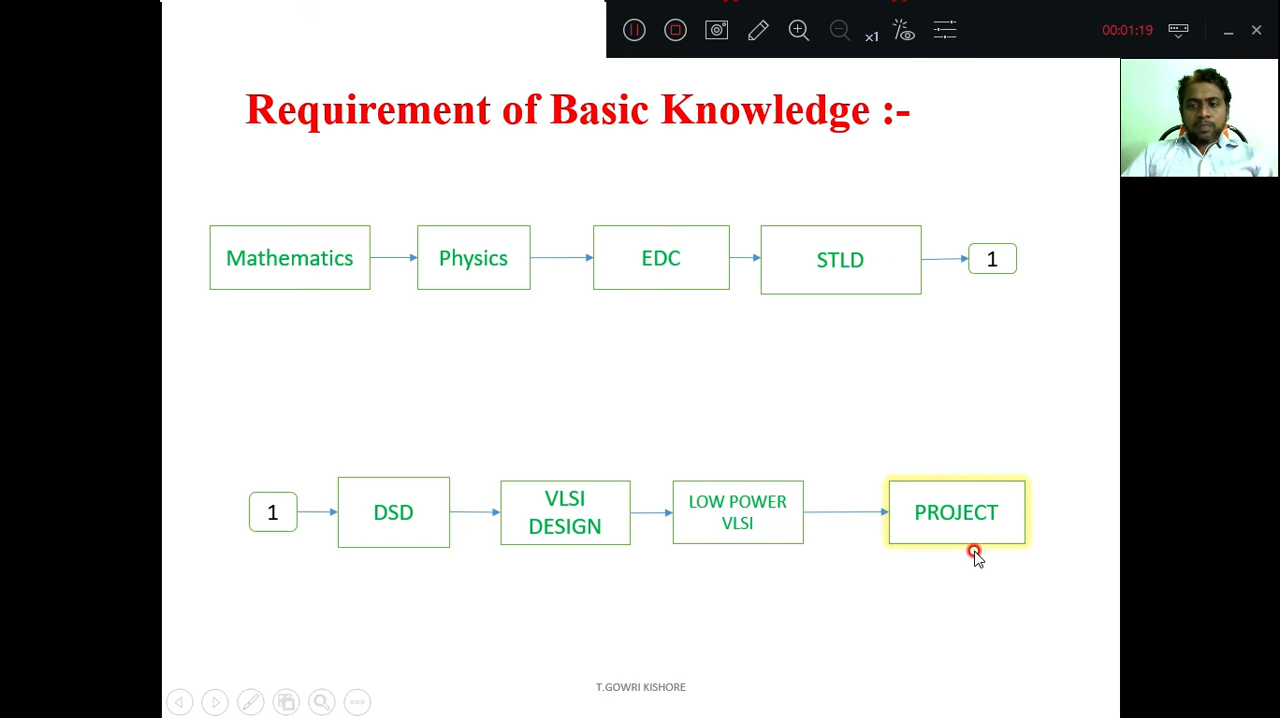 x1
00:01:19
Requirement of Basic Knowledge :-
Mathematics
Physics
EDC
STLD
1
1
DSD
VLSI
DESIGN
LOW POWER
VLSI
PROJECT
T.GOWRI KISHORE